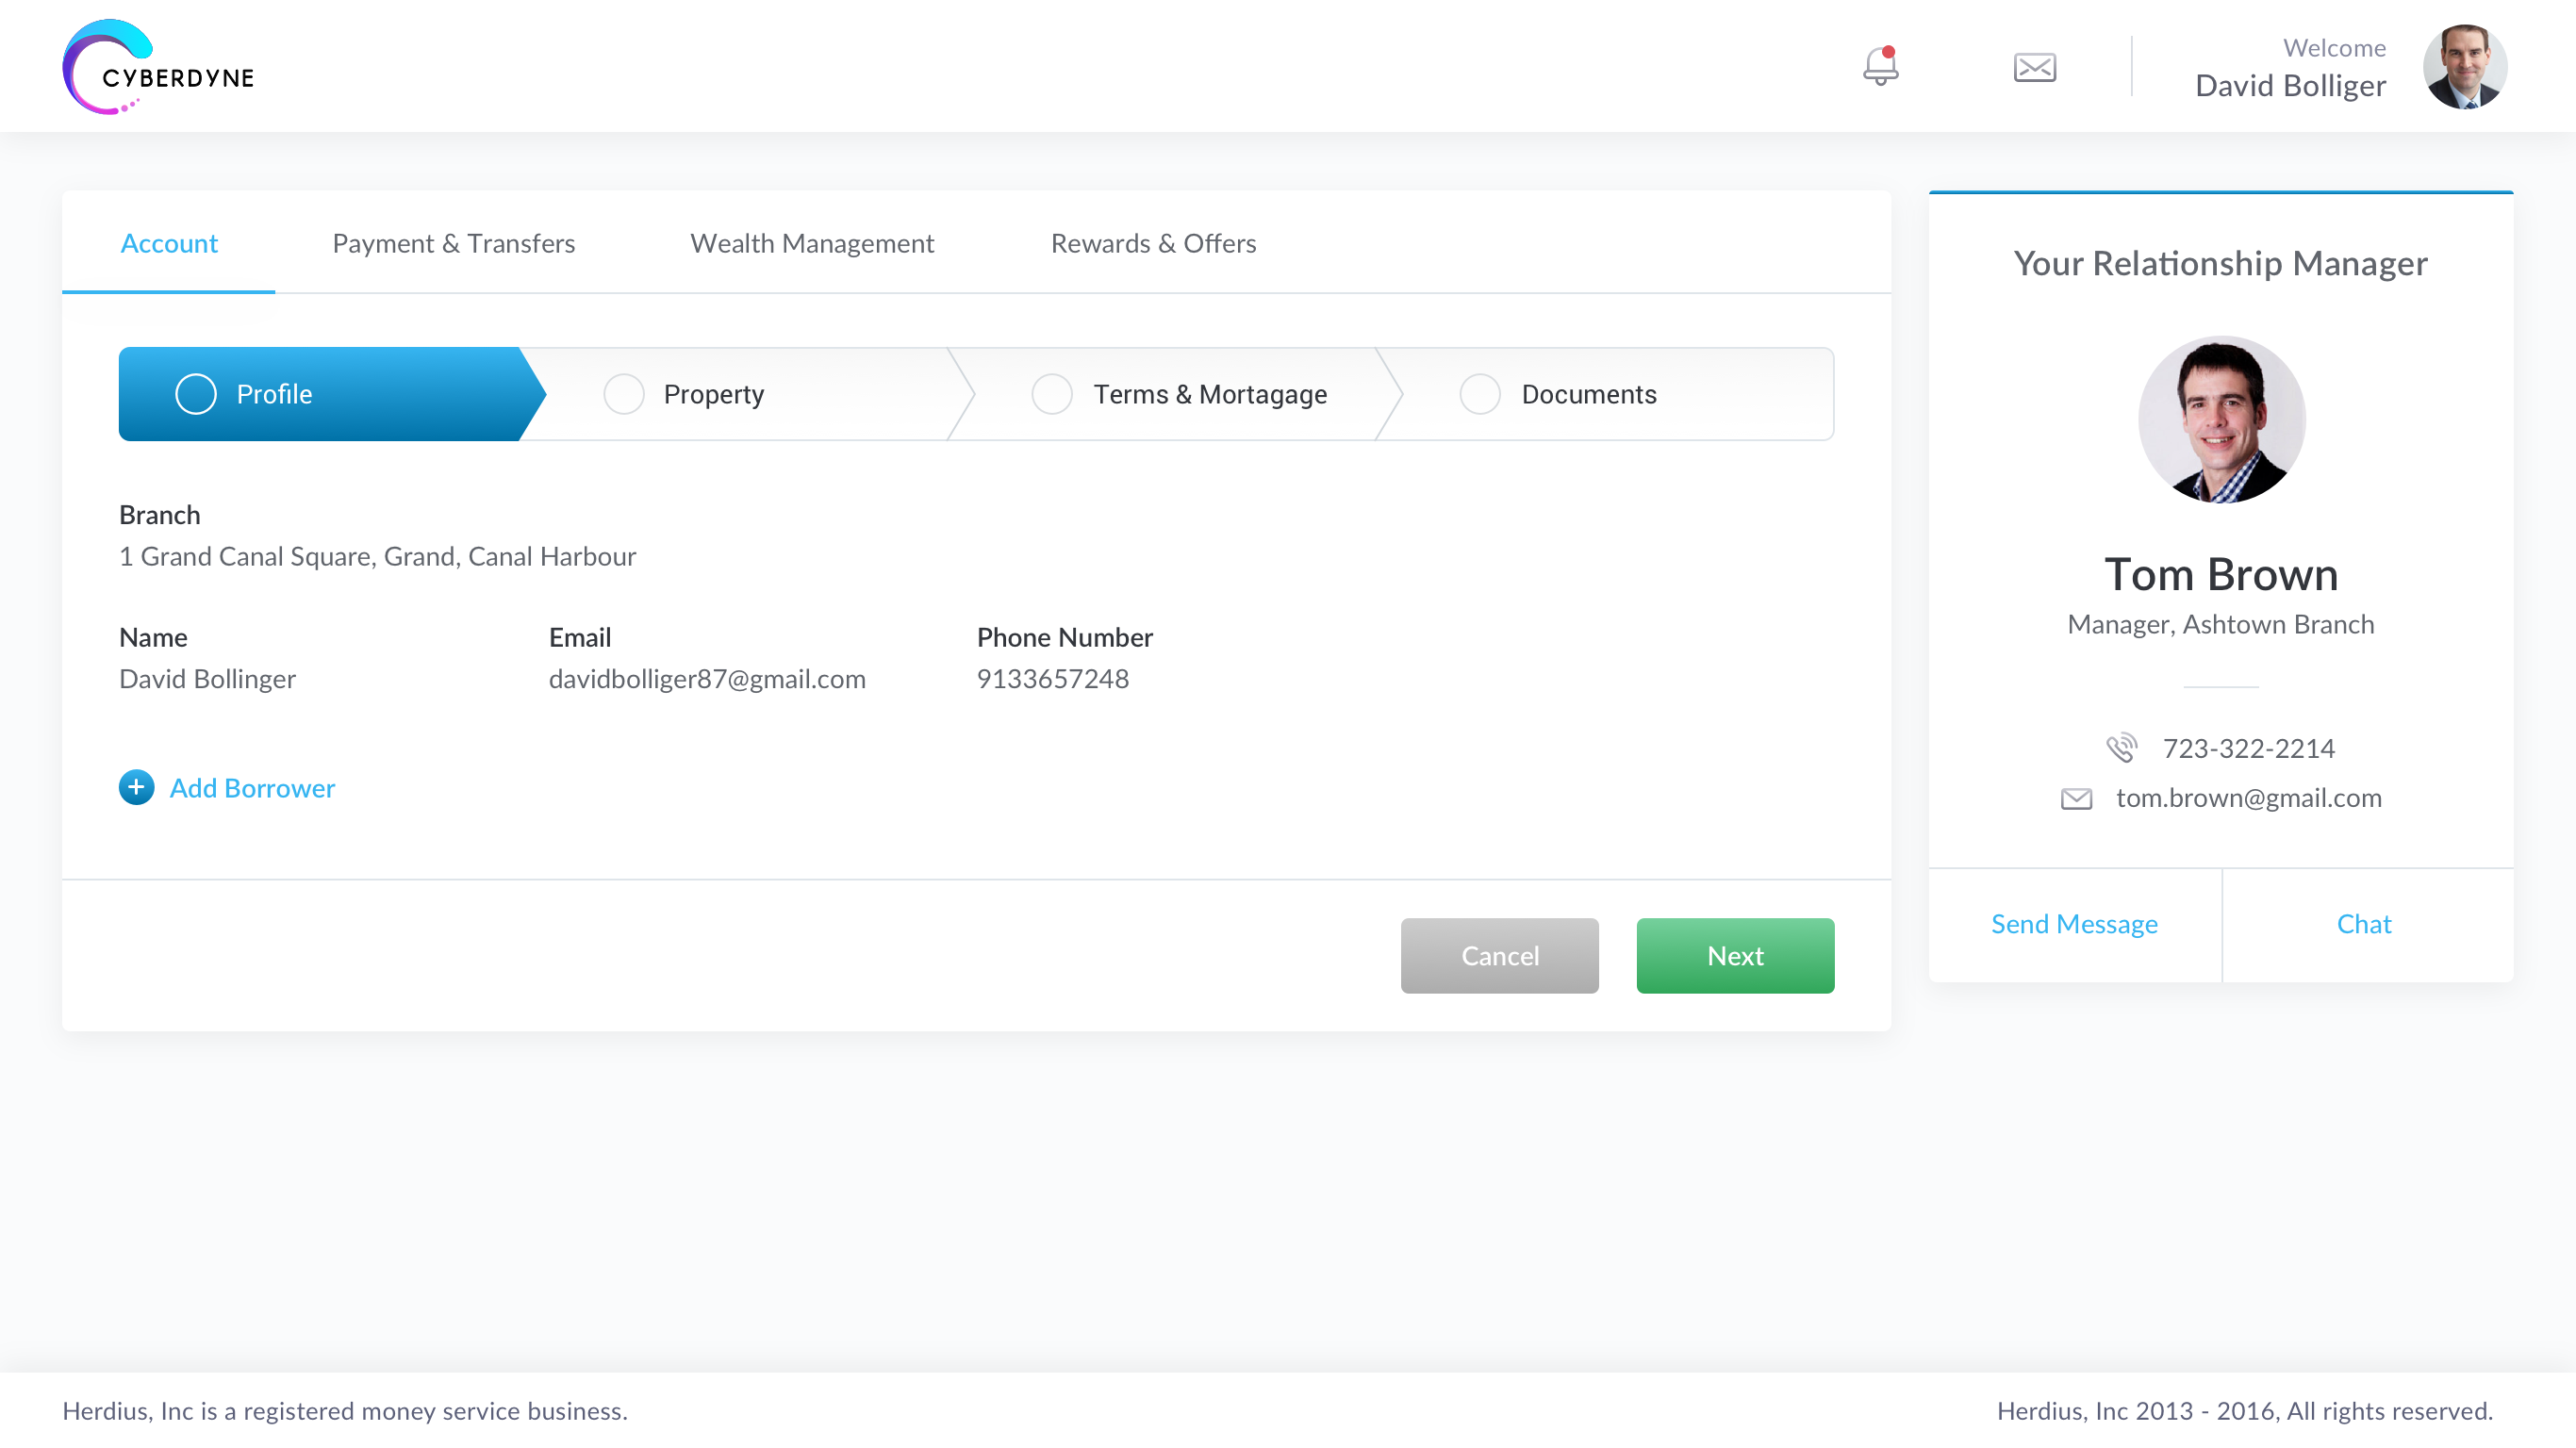 CYBERDYNE
Welcome
David Bolliger
Account
Payment & Transfers
Wealth Management
Rewards & Offers
Profile
Property
Terms & Mortagage
Documents
Branch
1 Grand Canal Square, Grand, Canal Harbour
Name
David Bollinger
Email
davidbolliger87@gmail.com
Phone Number
9133657248
Add Borrower
Cancel
Next
Your Relationship Manager
Tom Brown
Manager, Ashtown Branch
723-322-2214
tom.brown@gmail.com
Send Message
Chat
Herdius, Inc is a registered money service business.
Herdius, Inc 2013 - 2016, All rights reserved.